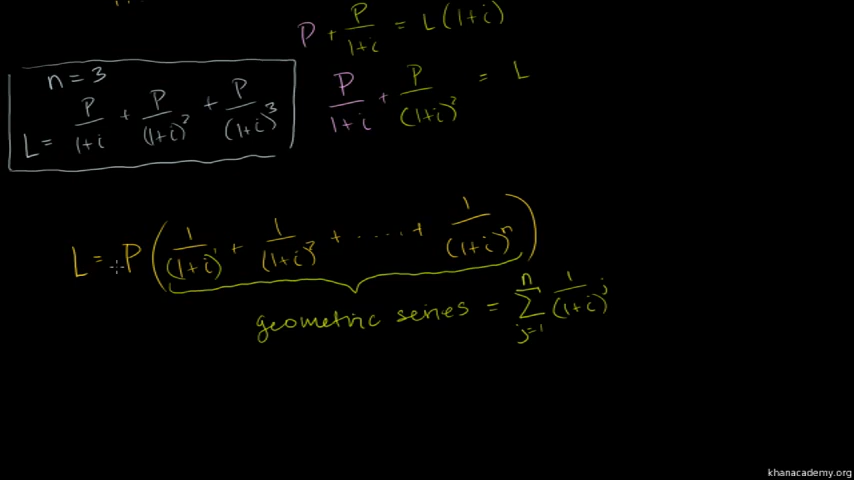 P + P/(1+i) = L(1+i)
n = 3
P/(1+i) + P/(1+i)² = L
L = P/(1+i) + P/(1+i)² + P/(1+i)³
L = P(1/(1+i)¹ + 1/(1+i)² + ..... + 1/(1+i)ⁿ)
geometric series = ∑_{j=1}^{n} 1/(1+i)^j
khanacademy.org